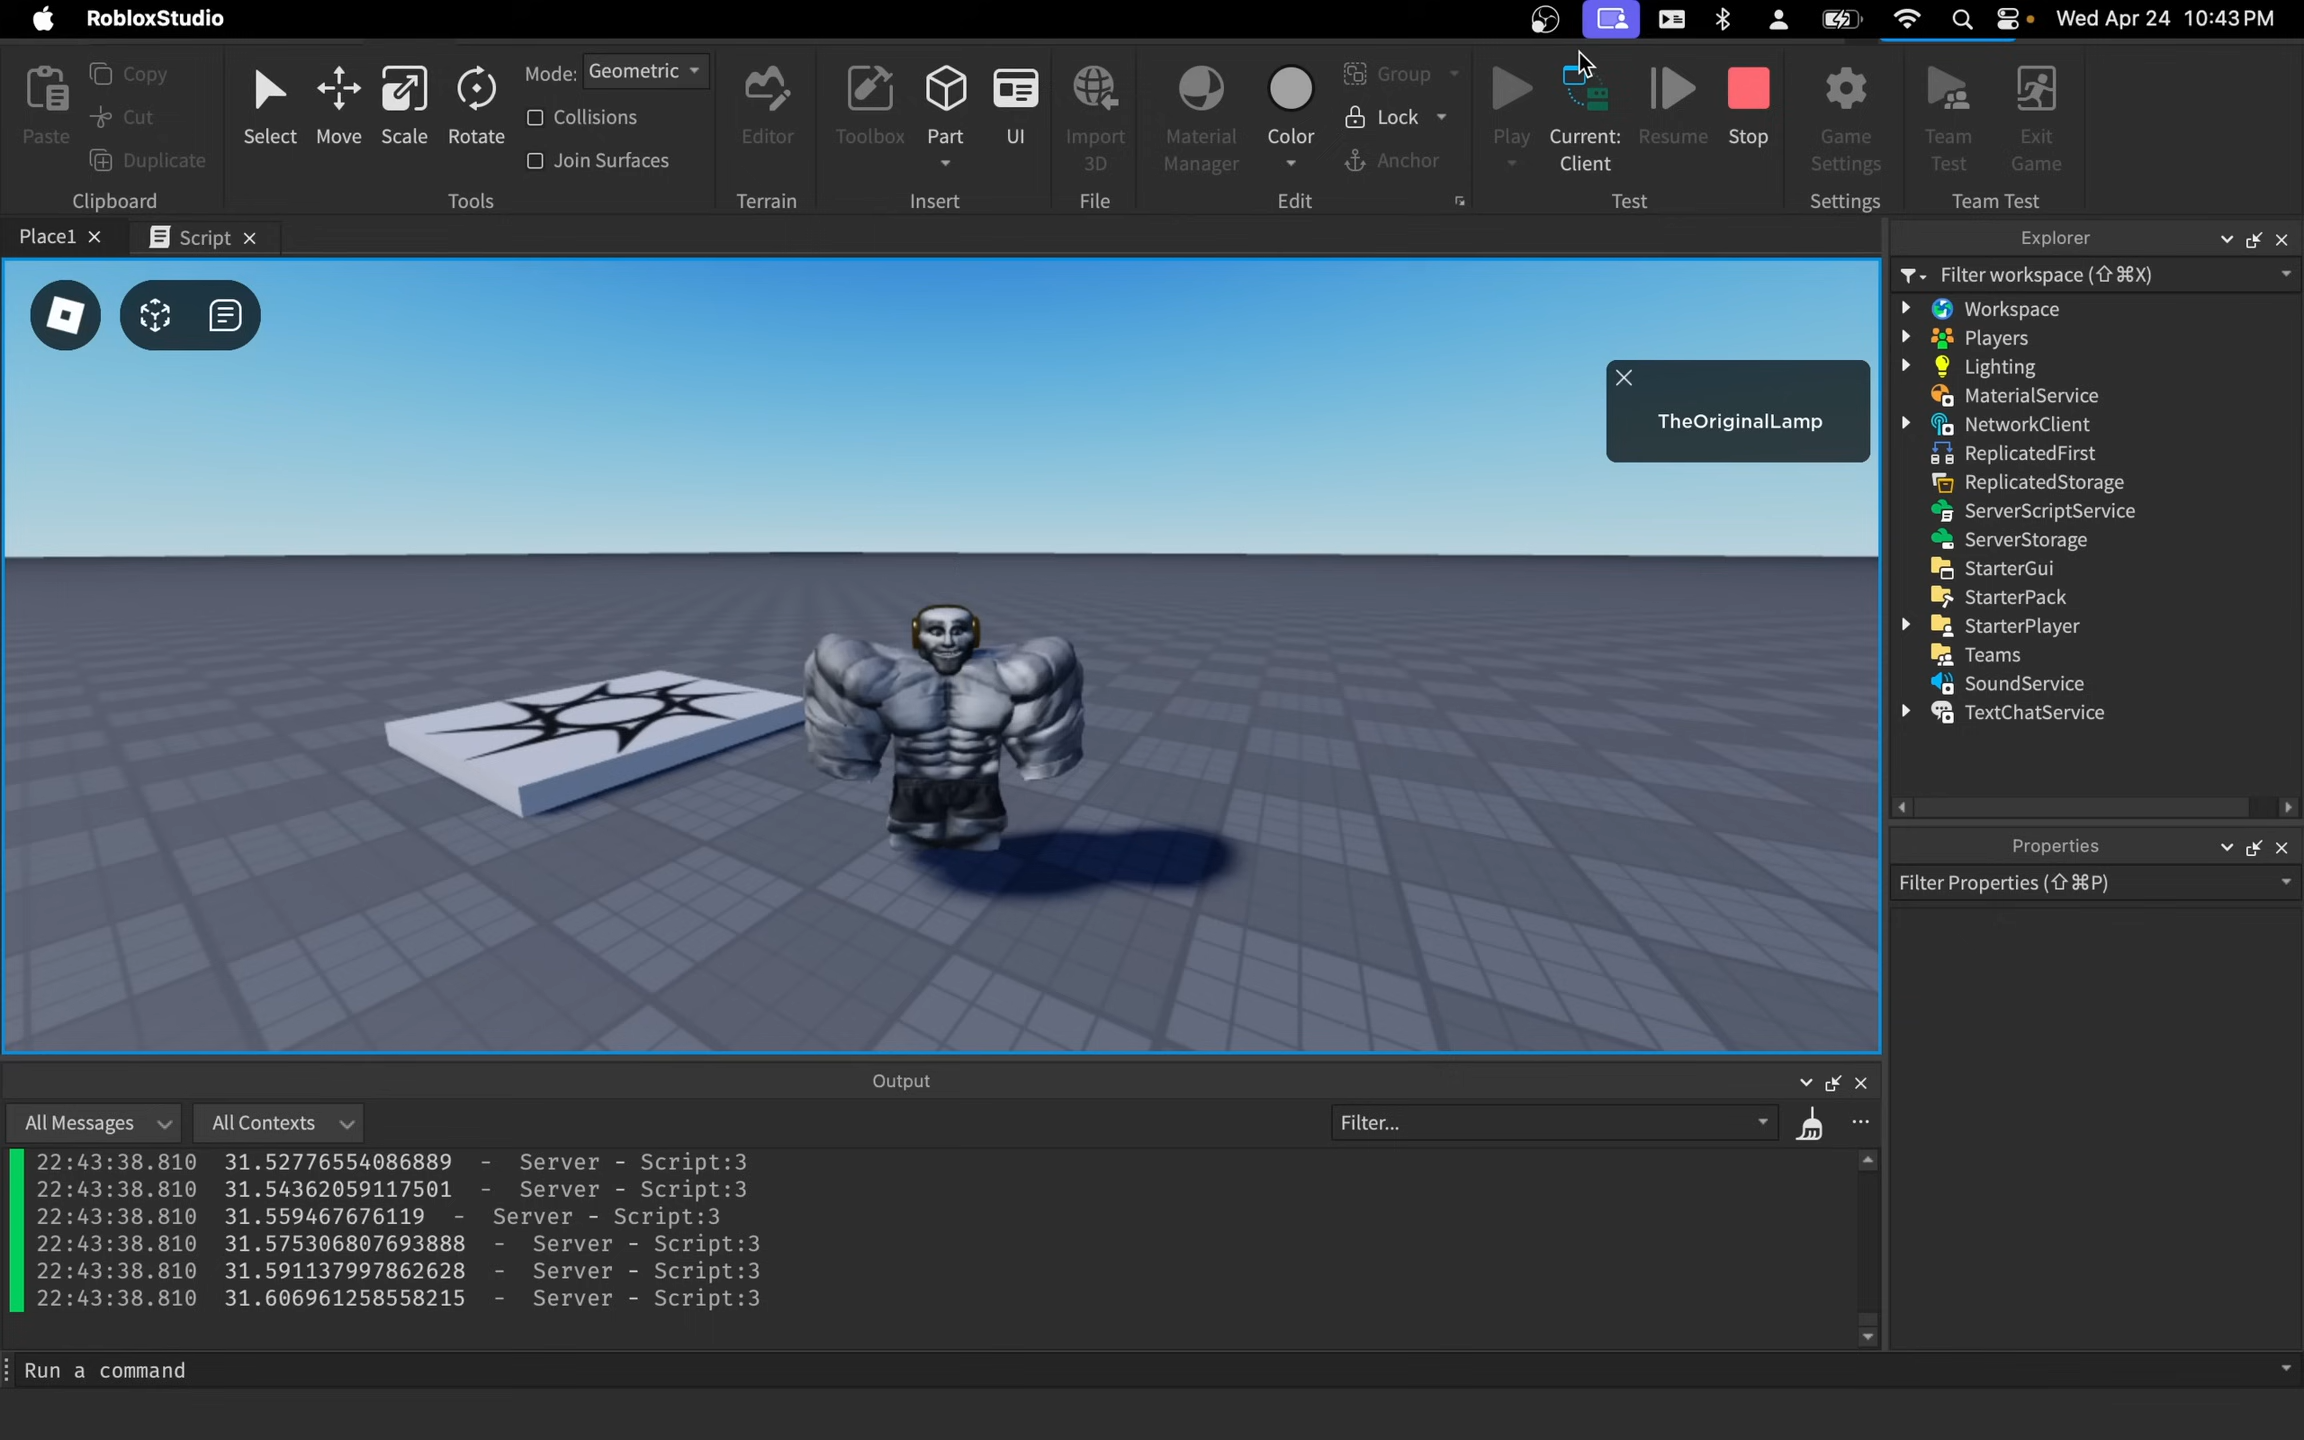 RobloxStudio
Wed Apr 24 10:43 PM
Paste
Copy
Cut
Duplicate
Clipboard
Select
Move
Scale
Rotate
Mode: Geometric
Collisions
Join Surfaces
Tools
Editor
Terrain
Toolbox
Part
UI
Insert
Import
3D
File
Material
Manager
Color
Group
Lock
Anchor
Edit
Play
Current:
Client
Resume
Stop
Test
Game
Settings
Settings
Team
Test
Exit
Game
Team Test
Place1
Script
TheOriginalLamp
Explorer
Filter workspace (⇧⌘X)
Workspace
Players
Lighting
MaterialService
NetworkClient
ReplicatedFirst
ReplicatedStorage
ServerScriptService
ServerStorage
StarterGui
StarterPack
StarterPlayer
Teams
SoundService
TextChatService
Properties
Filter Properties (⇧⌘P)
Output
All Messages
All Contexts
Filter...
22:43:38.810 31.52776554086889 - Server - Script:3
22:43:38.810 31.54362059117501 - Server - Script:3
22:43:38.810 31.559467676119 - Server - Script:3
22:43:38.810 31.575306807693888 - Server - Script:3
22:43:38.810 31.591137997862628 - Server - Script:3
22:43:38.810 31.606961258558215 - Server - Script:3
Run a command